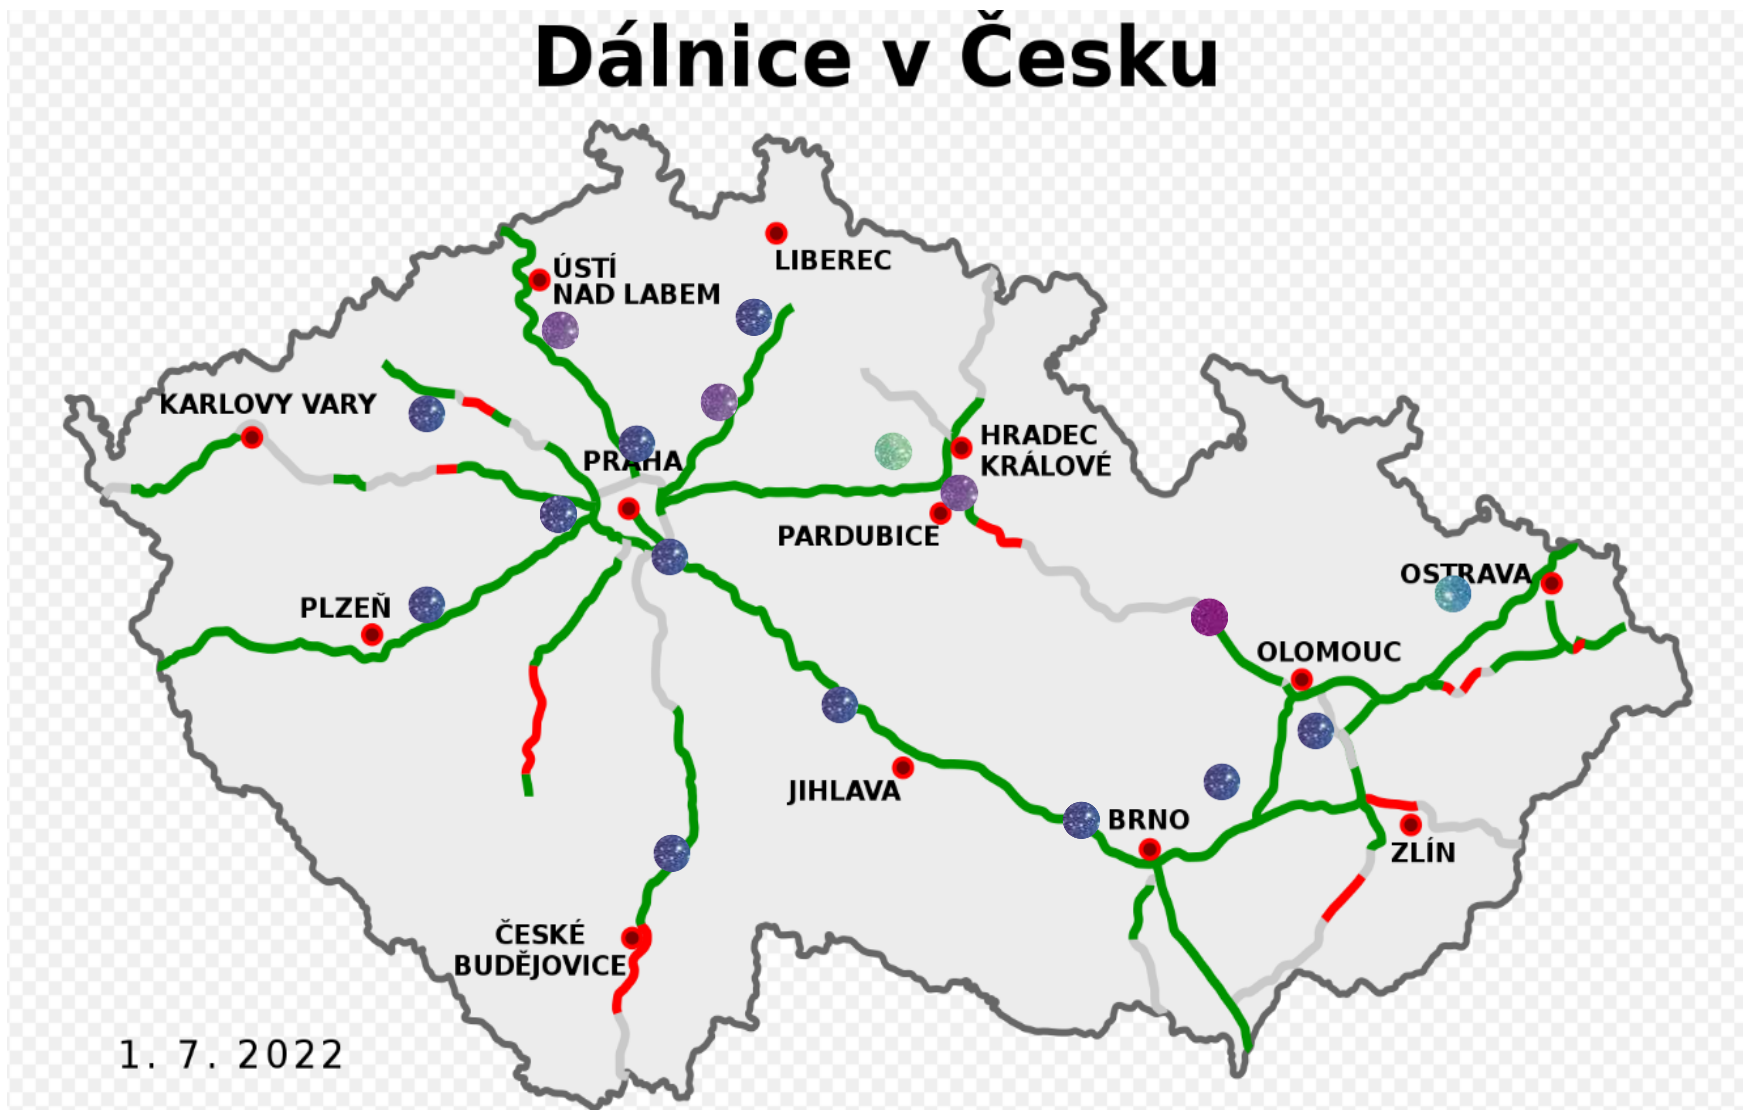 Dálnice v Česku
ÚSTÍ
NAD LABEM
LIBEREC
KARLOVY VARY
PRAHA
HRADEC
KRÁLOVÉ
PARDUBICE
OSTRAVA
PLZEŇ
OLOMOUC
JIHLAVA
BRNO
ZLÍN
ČESKÉ
BUDĚJOVICE
1. 7. 2022